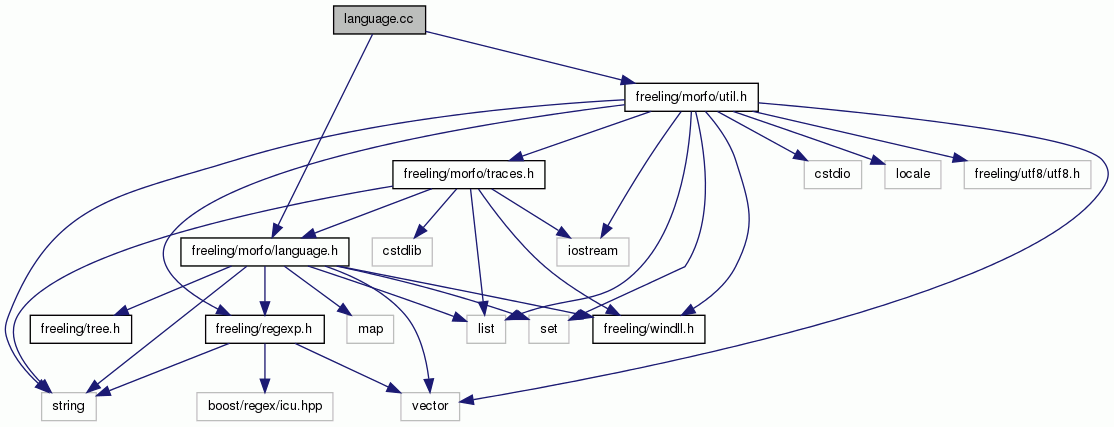 language.cc
freeling/morfo/util.h
freeling/morfo/traces.h
cstdio
locale
freeling/utf8/utf8.h
freeling/morfo/language.h
cstdlib
iostream
freeling/tree.h
freeling/regexp.h
map
list
set
freeling/windll.h
string
boost/regex/icu.hpp
vector